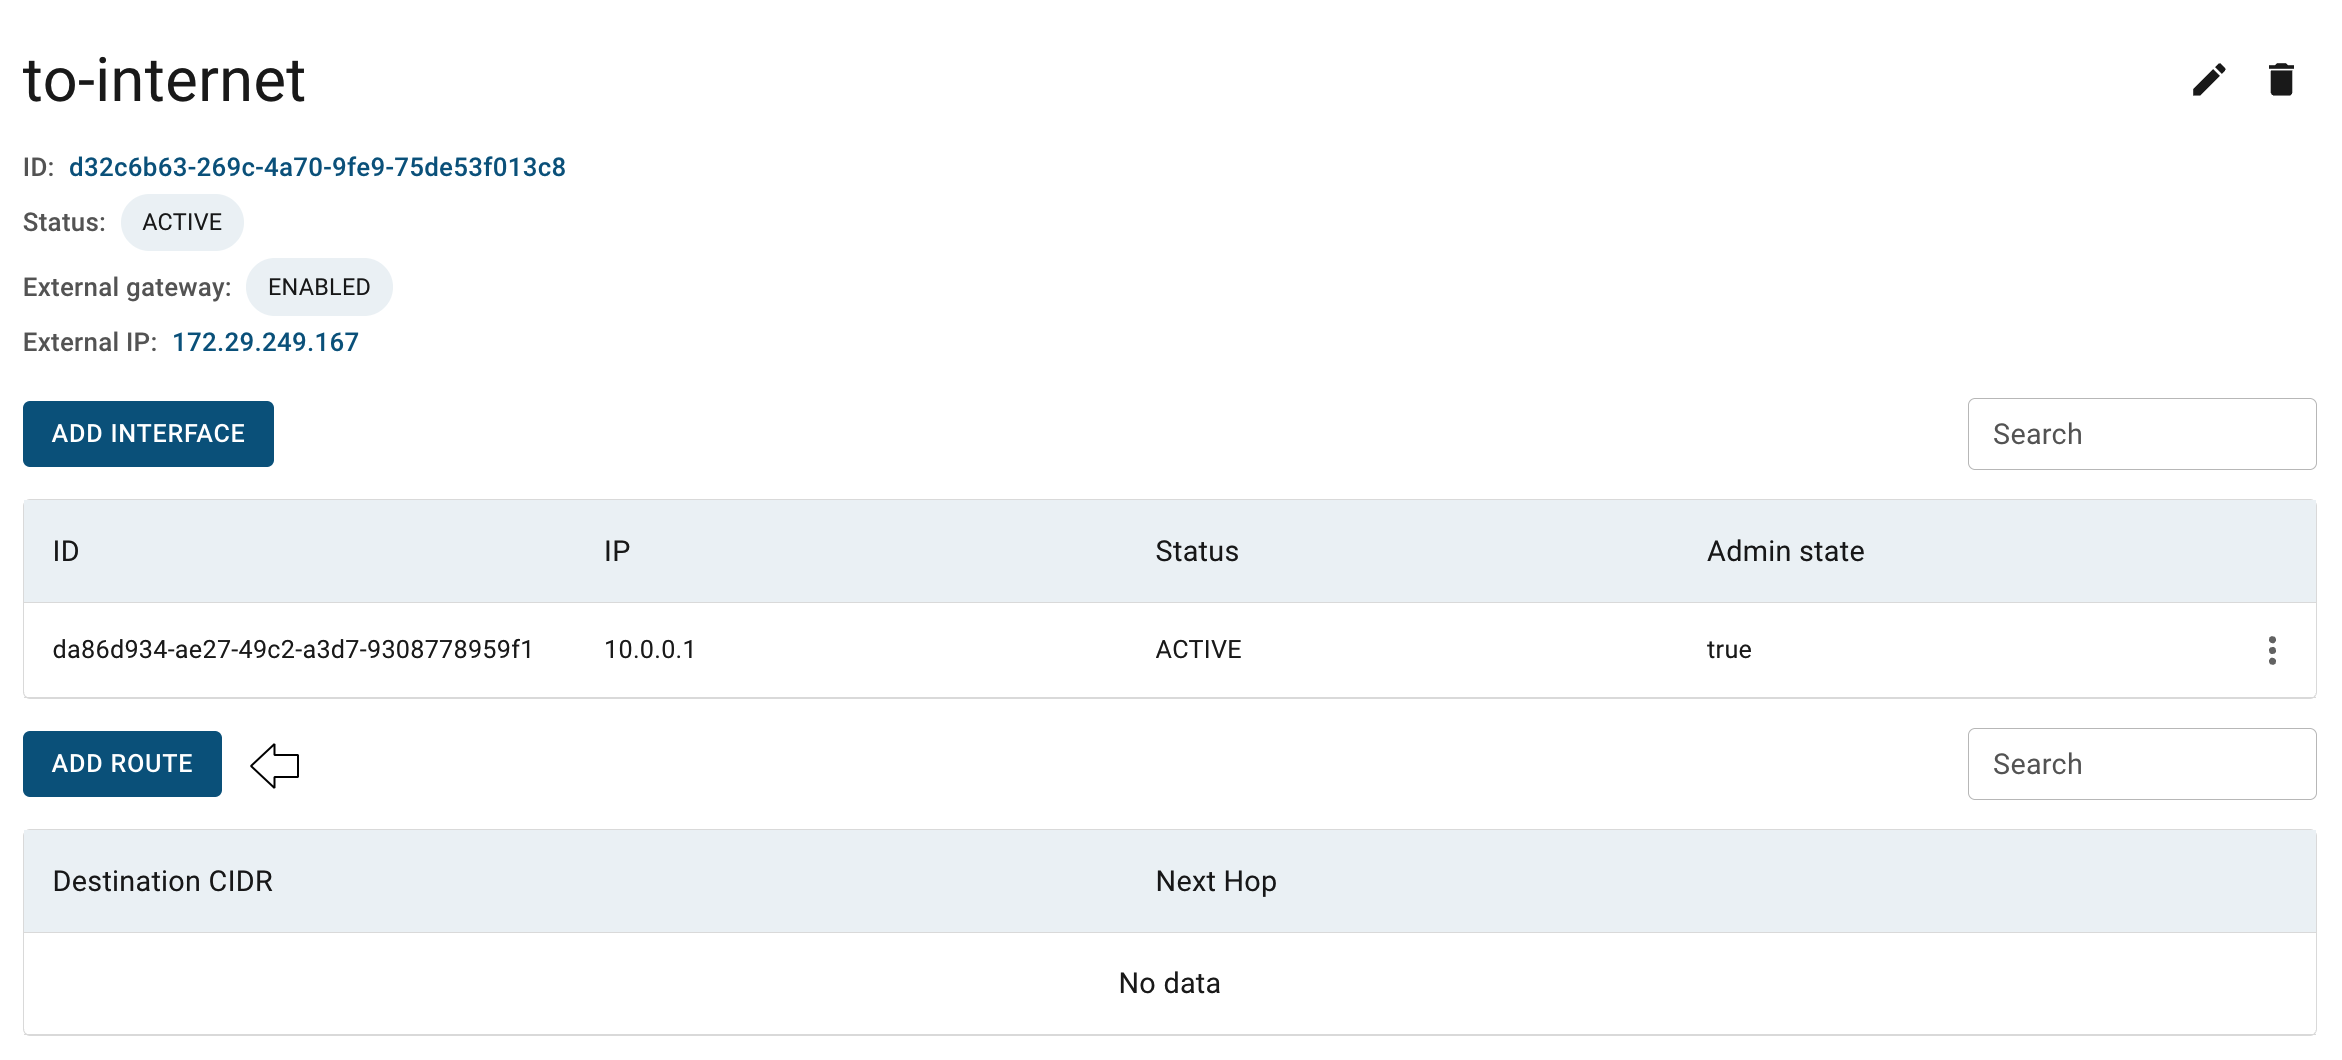 to-internet
ID: d32c6b63-269c-4a70-9fe9-75de53f013c8
Status: ACTIVE
External gateway: ENABLED
External IP: 172.29.249.167
ADD INTERFACE Search
ID IP Status Admin state
da86d934-ae27-49c2-a3d7-9308778959f1 10.0.0.1 ACTIVE true
ADD ROUTE Search
Destination CIDR Next Hop
No data